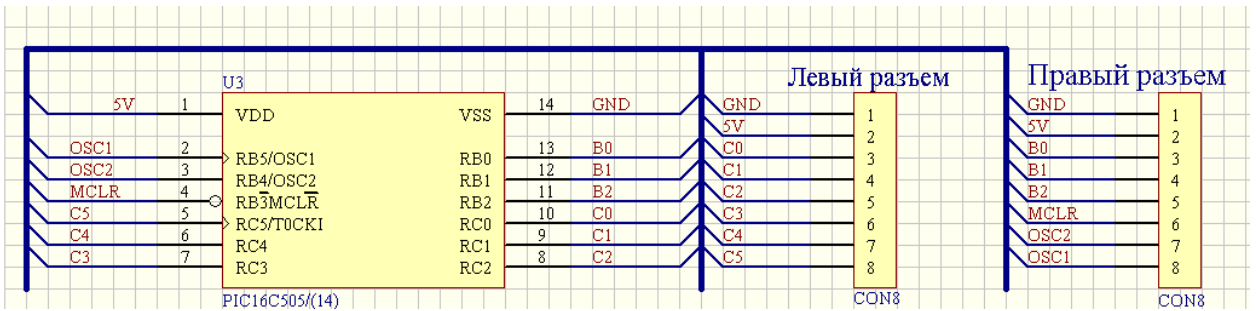 U3
5V 1 VDD VSS 14 GND
OSC1 2 RB5/OSC1 RB0 13 B0
OSC2 3 RB4/OSC2 RB1 12 B1
MCLR 4 RB3MCLR RB2 11 B2
C5 5 RC5/T0CKI RC0 10 C0
C4 6 RC4 RC1 9 C1
C3 7 RC3 RC2 8 C2
PIC16C505/(14)
Левый разъем
GND 1
5V 2
C0 3
C1 4
C2 5
C3 6
C4 7
C5 8
CON8
Правый разъем
GND 1
5V 2
B0 3
B1 4
B2 5
MCLR 6
OSC2 7
OSC1 8
CON8